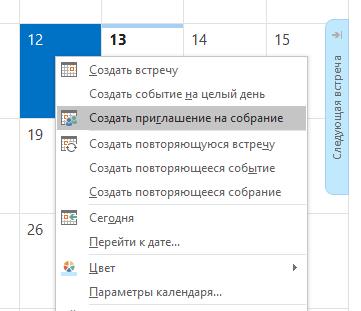 12 13 14 15
Создать встречу
Создать событие на целый день
Создать приглашение на собрание
Создать повторяющуюся встречу
19
Создать повторяющееся событие
Создать повторяющееся собрание
Сегодня
26
Перейти к дате...
Цвет
Параметры календаря...
Следующая встреча